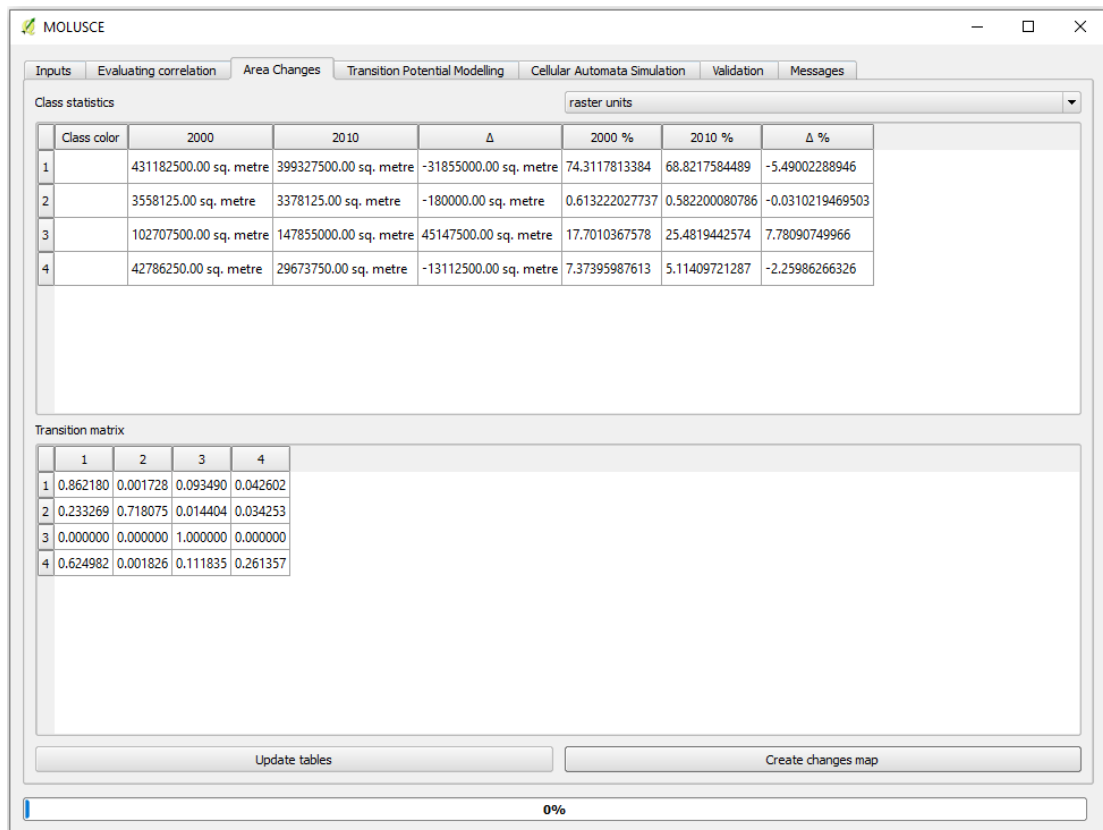 MOLUSCE
Inputs Evaluating correlation Area Changes Transition Potential Modelling Cellular Automata Simulation Validation Messages
Class statistics raster units
Class color 2000 2010 Δ 2000 % 2010 % Δ %
1 431182500.00 sq. metre 399327500.00 sq. metre -31855000.00 sq. metre 74.3117813384 68.8217584489 -5.49002288946
2 3558125.00 sq. metre 3378125.00 sq. metre -180000.00 sq. metre 0.613222027737 0.582200080786 -0.0310219469503
3 102707500.00 sq. metre 147855000.00 sq. metre 45147500.00 sq. metre 17.7010367578 25.4819442574 7.78090749966
4 42786250.00 sq. metre 29673750.00 sq. metre -13112500.00 sq. metre 7.37395987613 5.11409721287 -2.25986266326
Transition matrix
1 2 3 4
1 0.862180 0.001728 0.093490 0.042602
2 0.233269 0.718075 0.014404 0.034253
3 0.000000 0.000000 1.000000 0.000000
4 0.624982 0.001826 0.111835 0.261357
Update tables Create changes map
0%